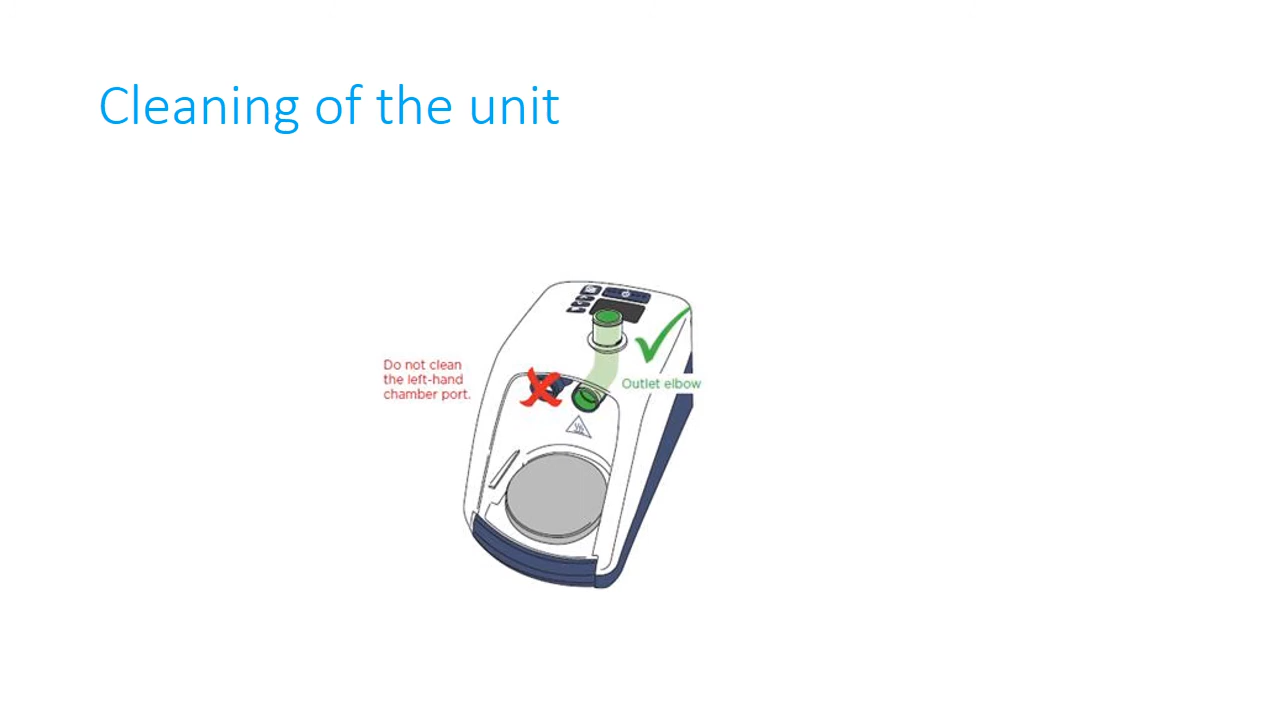 Cleaning of the unit
Do not clean
the left-hand
chamber port.
Outlet elbow